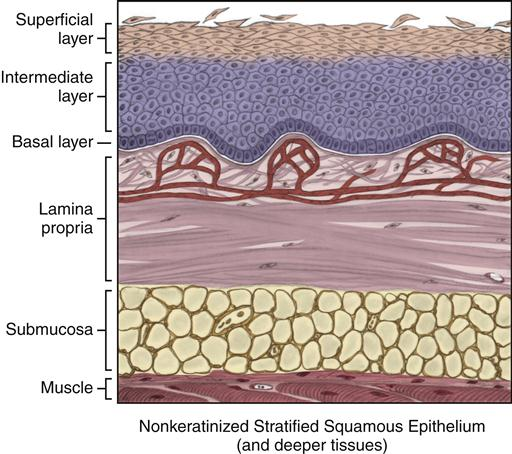 Superficial
layer
Intermediate
layer
Basal layer
Lamina
propria
Submucosa
Muscle
Nonkeratinized Stratified Squamous Epithelium
(and deeper tissues)